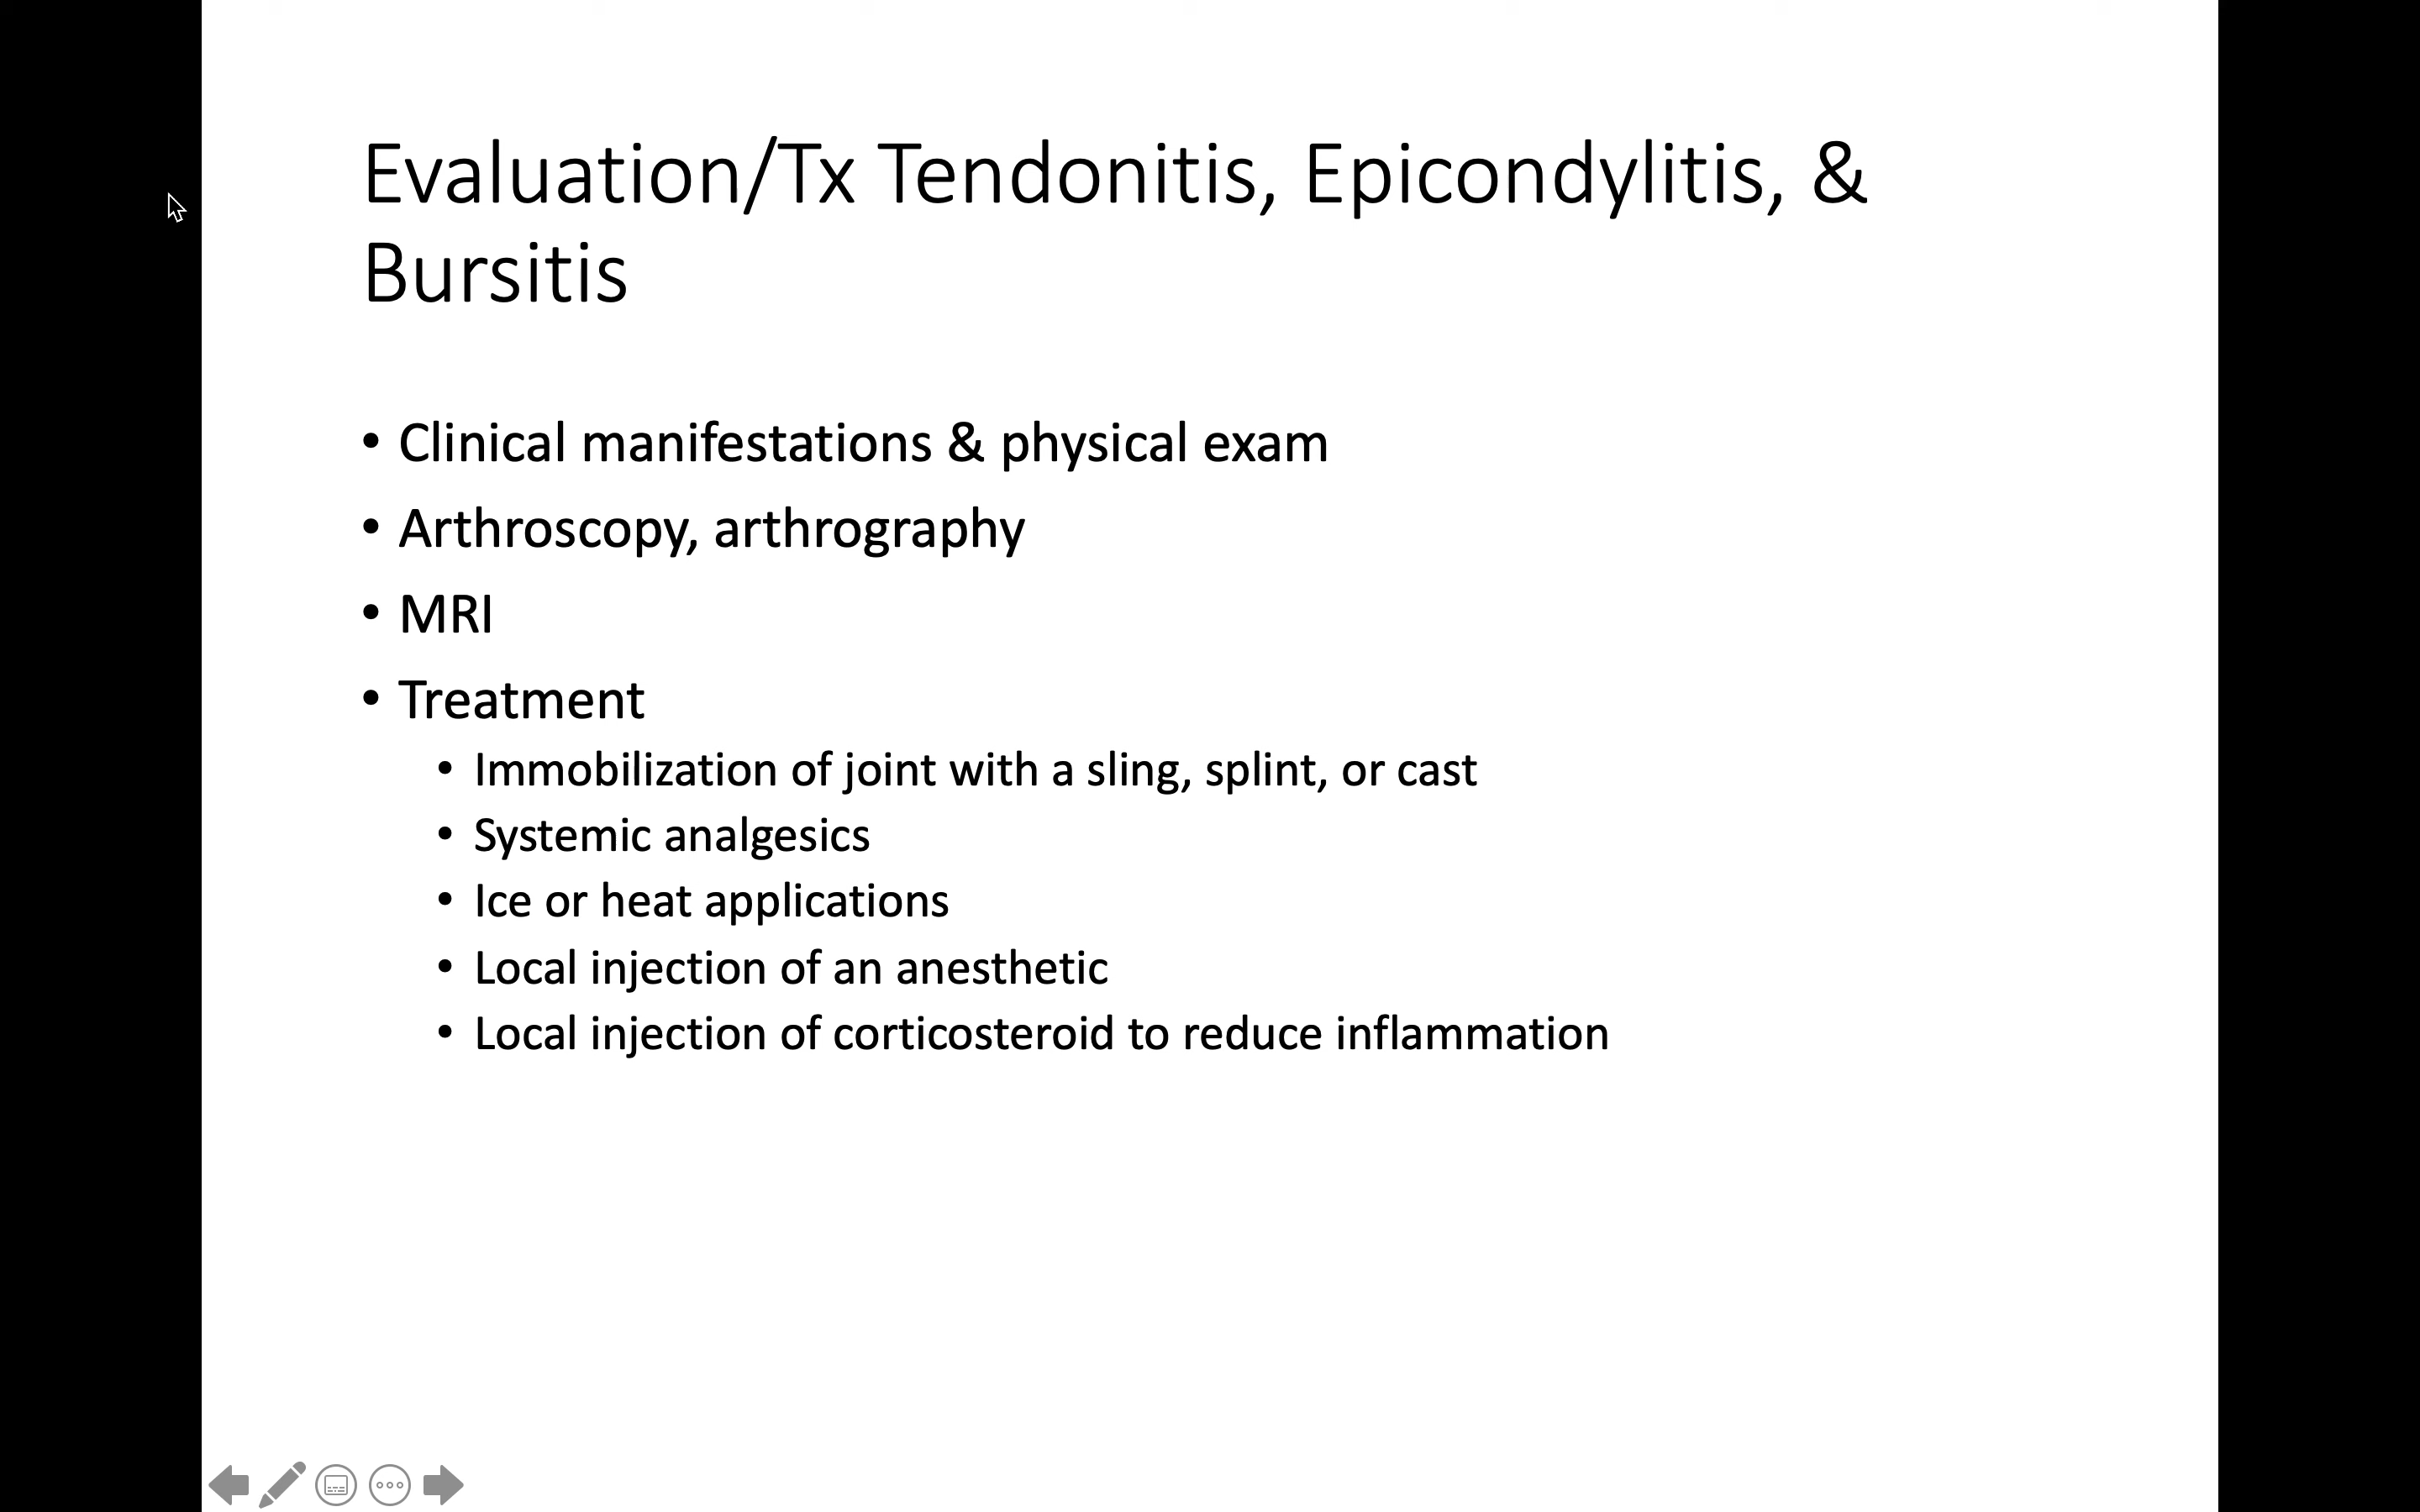 Evaluation/Tx Tendonitis, Epicondylitis, &
Bursitis
• Clinical manifestations & physical exam
• Arthroscopy, arthrography
• MRI
• Treatment
• Immobilization of joint with a sling, splint, or cast
• Systemic analgesics
• Ice or heat applications
• Local injection of an anesthetic
• Local injection of corticosteroid to reduce inflammation